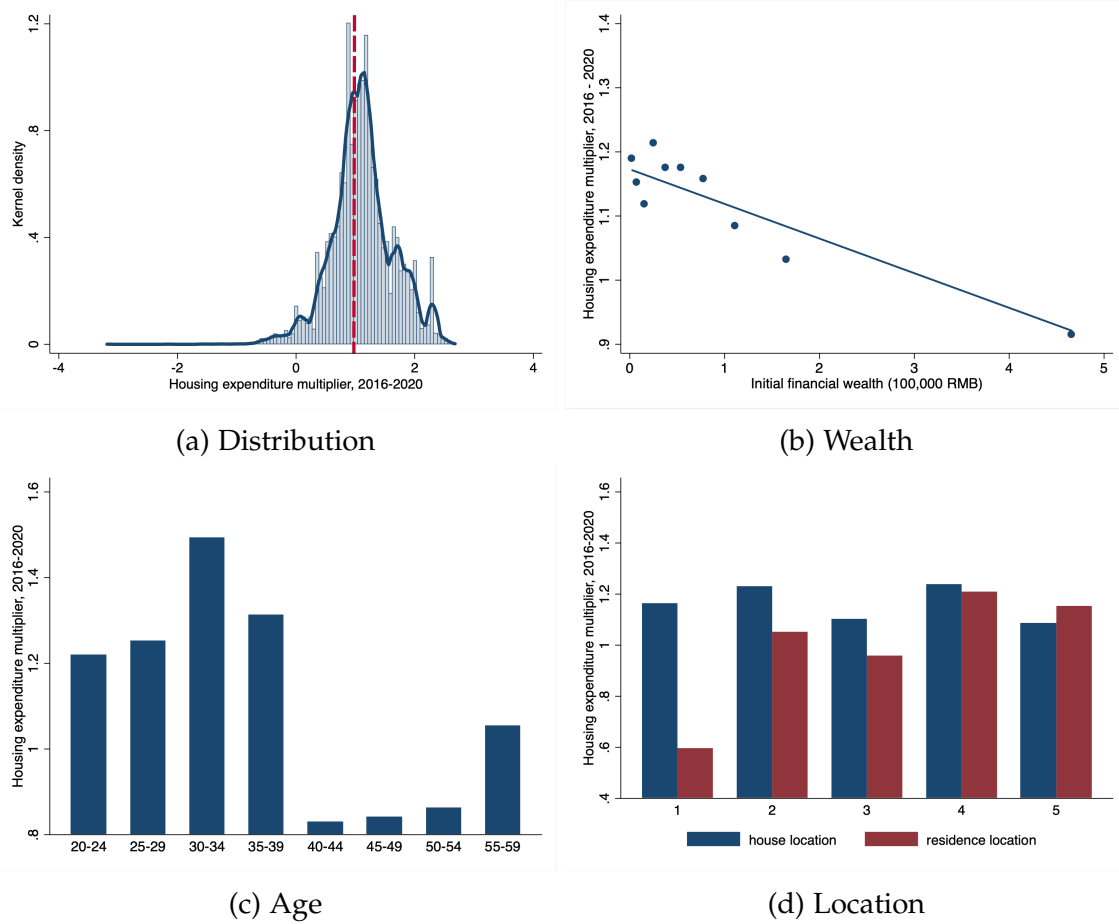 1.2
.8
.4
0
Kernel density
-4 -2 0 2 4
Housing expenditure multiplier, 2016-2020
(a) Distribution
1.4
1.3
1.2
1.1
1
.9
Housing expenditure multiplier, 2016 - 2020
0 1 2 3 4 5
Initial financial wealth (100,000 RMB)
(b) Wealth
1.6
1.4
1.2
1
.8
Housing expenditure multiplier, 2016-2020
20-24 25-29 30-34 35-39 40-44 45-49 50-54 55-59
(c) Age
1.6
1.4
1.2
1
.8
.6
.4
Housing expenditure multiplier, 2016-2020
1 2 3 4 5
house location residence location
(d) Location